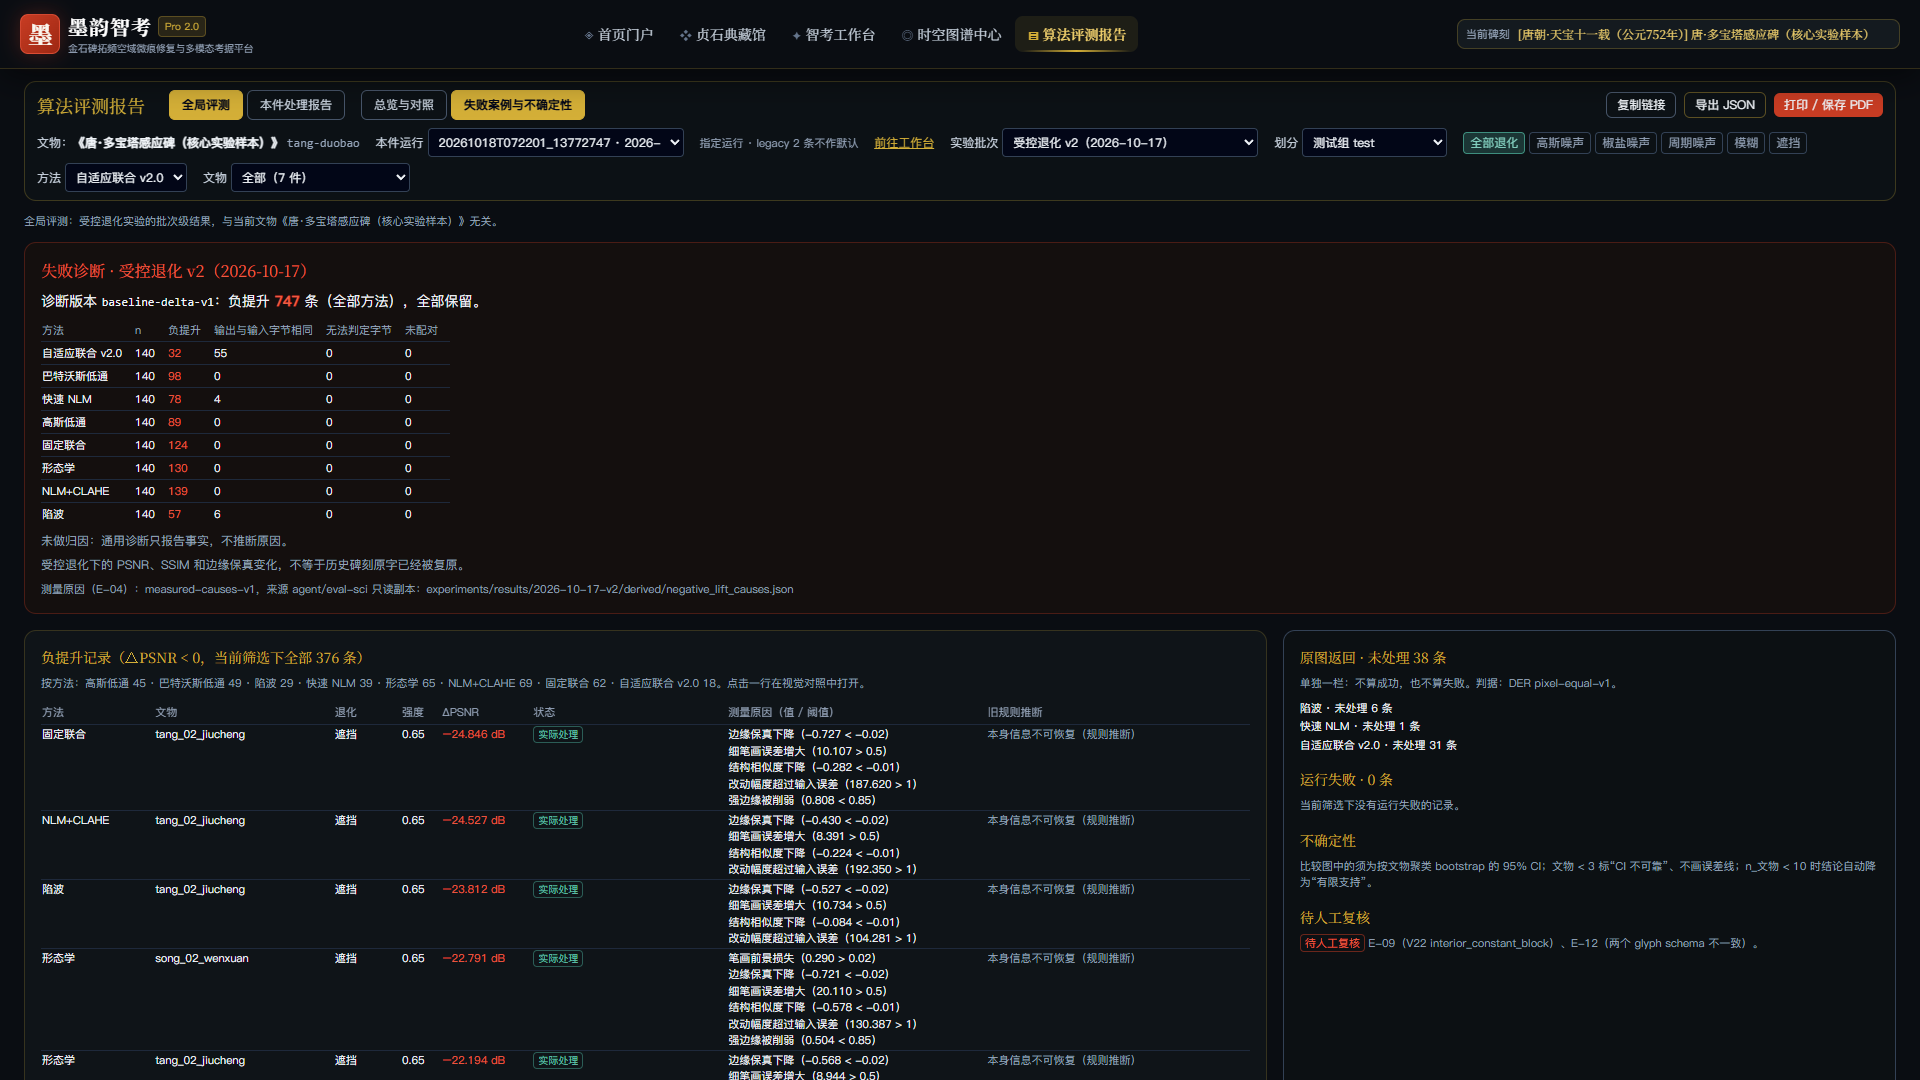 墨 墨韵智考 Pro 2.0
金石碑拓频空域微痕修复与多模态考据平台
首页门户 贞石典藏馆 智考工作台 时空图谱中心 算法评测报告
当前碑刻 [唐朝·天宝十一载（公元752年)] 唐·多宝塔感应碑（核心实验样本）
算法评测报告 全局评测 本件处理报告 总览与对照 失败案例与不确定性 复制链接 导出 JSON 打印 / 保存 PDF
文物：《唐·多宝塔感应碑（核心实验样本）》 tang-duobao 本件运行 20261018T072201_13772747 · 2026- 指定运行 · legacy 2 条不作默认 前往工作台 实验批次 受控退化 v2（2026-10-17） 划分 测试组 test 全部退化 高斯噪声 椒盐噪声 周期噪声 模糊 遮挡
方法 自适应联合 v2.0 文物 全部（7 件）
全局评测：受控退化实验的批次级结果，与当前文物《唐·多宝塔感应碑（核心实验样本）》无关。
失败诊断 · 受控退化 v2（2026-10-17）
诊断版本 baseline-delta-v1：负提升 747 条（全部方法），全部保留。
方法 n 负提升 输出与输入字节相同 无法判定字节 未配对
自适应联合 v2.0 140 32 55 0 0
巴特沃斯低通 140 98 0 0 0
快速 NLM 140 78 4 0 0
高斯低通 140 89 0 0 0
固定联合 140 124 0 0 0
形态学 140 130 0 0 0
NLM+CLAHE 140 139 0 0 0
陷波 140 57 6 0 0
未做归因：通用诊断只报告事实，不推断原因。
受控退化下的 PSNR、SSIM 和边缘保真变化，不等于历史碑刻原字已经被复原。
测量原因（E-04）：measured-causes-v1，来源 agent/eval-sci 只读副本：experiments/results/2026-10-17-v2/derived/negative_lift_causes.json
负提升记录（△PSNR < 0，当前筛选下全部 376 条）
按方法：高斯低通 45 · 巴特沃斯低通 49 · 陷波 29 · 快速 NLM 39 · 形态学 65 · NLM+CLAHE 69 · 固定联合 62 · 自适应联合 v2.0 18。点击一行在视觉对照中打开。
方法 文物 退化 强度 ΔPSNR 状态 测量原因（值 / 阈值） 旧规则推断
固定联合 tang_02_jiucheng 遮挡 0.65 −24.846 dB 实际处理 边缘保真下降（−0.727 < −0.02） 本身信息不可恢复（规则推断）
细笔画误差增大（10.107 > 0.5）
结构相似度下降（−0.282 < −0.01）
改动幅度超过输入误差（187.620 > 1）
强边缘被削弱（0.808 < 0.85）
NLM+CLAHE tang_02_jiucheng 遮挡 0.65 −24.527 dB 实际处理 边缘保真下降（−0.430 < −0.02） 本身信息不可恢复（规则推断）
细笔画误差增大（8.391 > 0.5）
结构相似度下降（−0.224 < −0.01）
改动幅度超过输入误差（192.350 > 1）
陷波 tang_02_jiucheng 遮挡 0.65 −23.812 dB 实际处理 边缘保真下降（−0.527 < −0.02） 本身信息不可恢复（规则推断）
细笔画误差增大（10.734 > 0.5）
结构相似度下降（−0.084 < −0.01）
改动幅度超过输入误差（104.281 > 1）
形态学 song_02_wenxuan 遮挡 0.65 −22.791 dB 实际处理 笔画前景损失（0.290 > 0.02） 本身信息不可恢复（规则推断）
边缘保真下降（−0.721 < −0.02）
细笔画误差增大（20.110 > 0.5）
结构相似度下降（−0.578 < −0.01）
改动幅度超过输入误差（130.387 > 1）
强边缘被削弱（0.504 < 0.85）
形态学 tang_02_jiucheng 遮挡 0.65 −22.194 dB 实际处理 边缘保真下降（−0.568 < −0.02） 本身信息不可恢复（规则推断）
细笔画误差增大（8.944 > 0.5）
原图返回 · 未处理 38 条
单独一栏：不算成功，也不算失败。判据：DER pixel-equal-v1。
陷波 · 未处理 6 条
快速 NLM · 未处理 1 条
自适应联合 v2.0 · 未处理 31 条
运行失败 · 0 条
当前筛选下没有运行失败的记录。
不确定性
比较图中的须为按文物聚类 bootstrap 的 95% CI；文物 < 3 标“CI 不可靠”、不画误差线；n_文物 < 10 时结论自动降
为“有限支持”。
待人工复核
待人工复核 E-09（V22 interior_constant_block）、E-12（两个 glyph schema 不一致）。